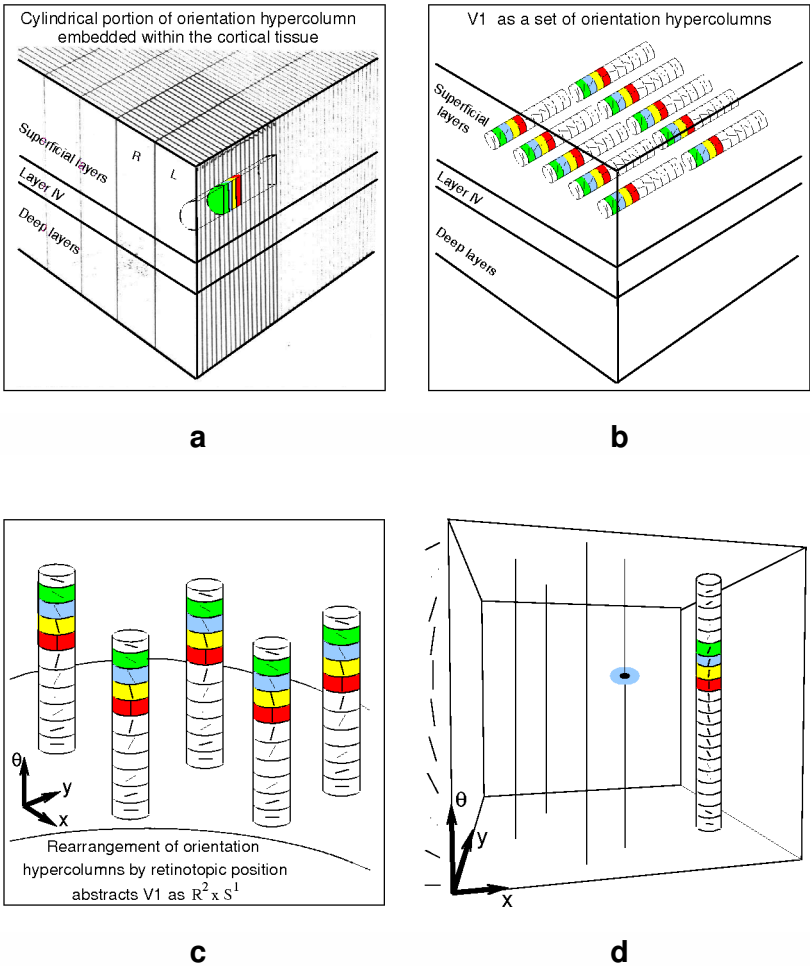 Cylindrical portion of orientation hypercolumn
embedded within the cortical tissue
Superficial layers
R
L
Layer IV
Deep layers
a
V1 as a set of orientation hypercolumns
Superficial
layers
Layer IV
Deep layers
b
θ
y
x
Rearrangement of orientation
hypercolumns by retinotopic position
abstracts V1 as R² x S¹
c
θ
y
x
d